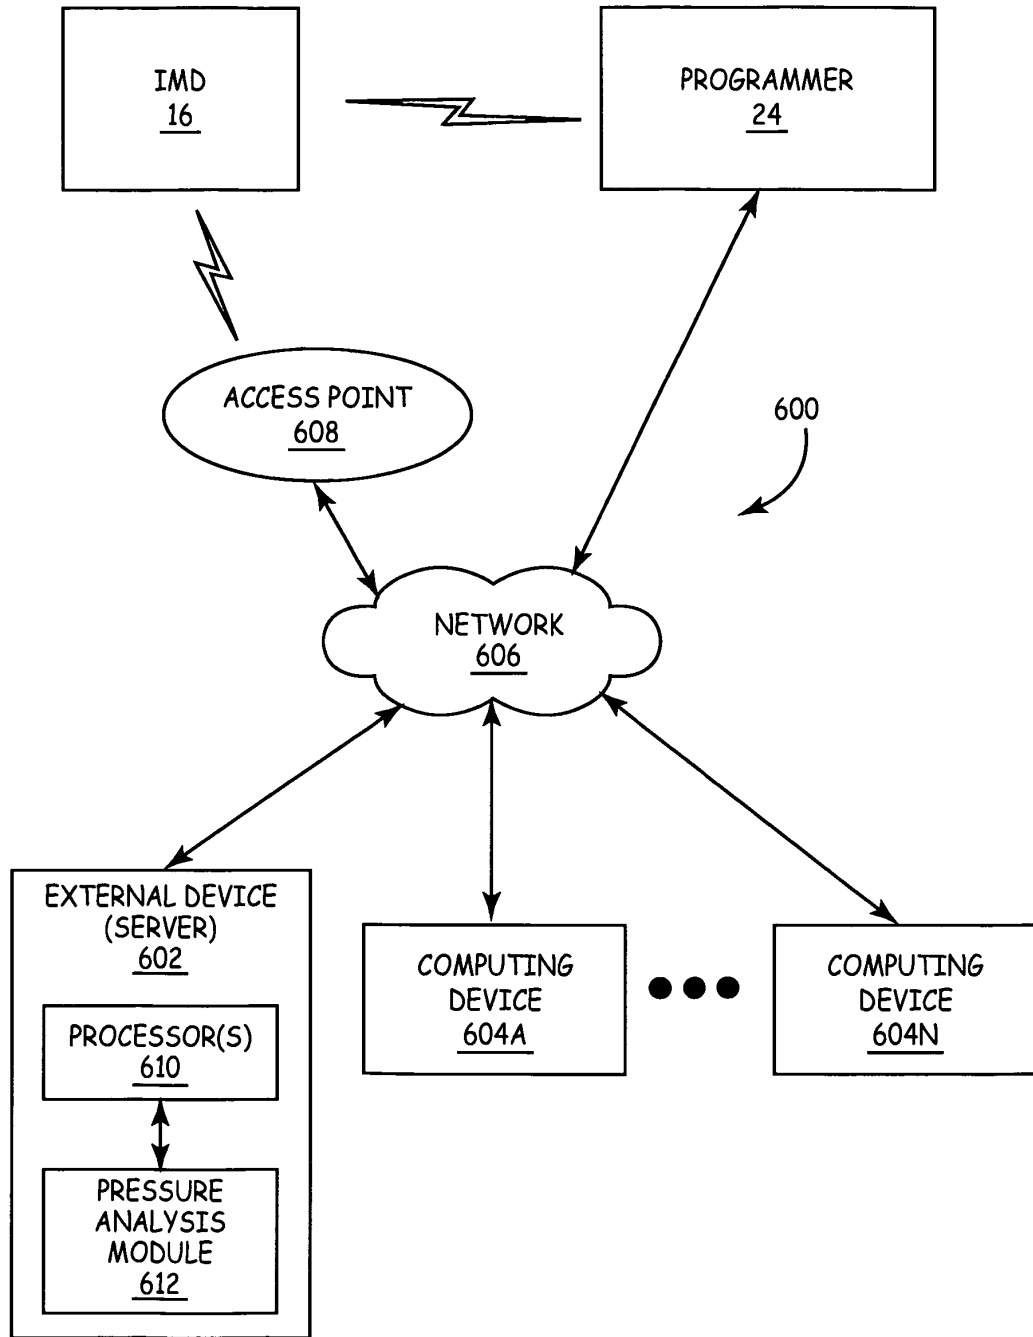 IMD
16
PROGRAMMER
24
ACCESS POINT
608
600
NETWORK
606
EXTERNAL DEVICE
(SERVER)
602
PROCESSOR(S)
610
PRESSURE
ANALYSIS
MODULE
612
COMPUTING
DEVICE
604A
COMPUTING
DEVICE
604N